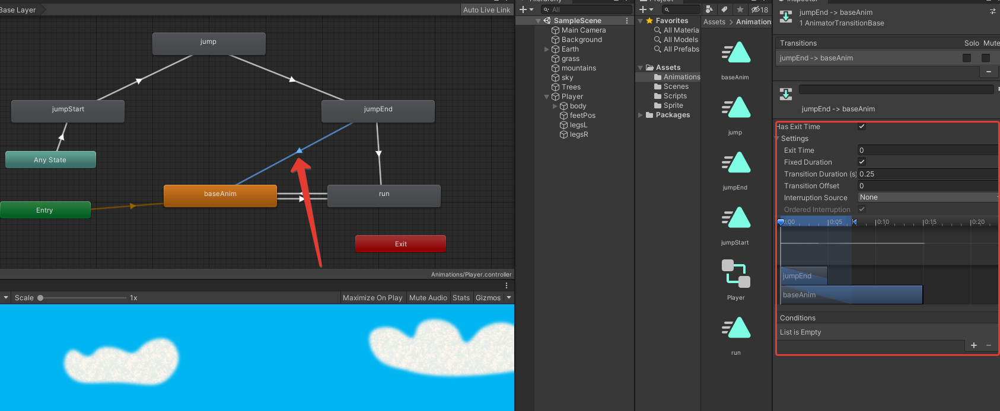 Base Layer
Auto Live Link
jump
jumpStart
jumpEnd
Any State
baseAnim
run
Entry
Exit
Animations/Player.controller
Scale
1x
Maximize On Play
Mute Audio
Stats
Gizmos
All
SampleScene
Main Camera
Background
Earth
grass
mountains
sky
Trees
Player
body
feetPos
legsL
legsR
18
Favorites
All Materia
All Models
All Prefabs
Assets
Animations
Scenes
Scripts
Sprite
Packages
Assets > Animation
baseAnim
jump
jumpEnd
jumpStart
Player
run
jumpEnd -> baseAnim
1 AnimatorTransitionBase
Transitions Solo Mute
jumpEnd -> baseAnim
jumpEnd -> baseAnim
Has Exit Time
Settings
Exit Time 0
Fixed Duration
Transition Duration (s) 0.25
Transition Offset 0
Interruption Source None
Ordered Interruption
0:00 0:05 0:10 0:15 0:20
jumpEnd
baseAnim
Conditions
List is Empty